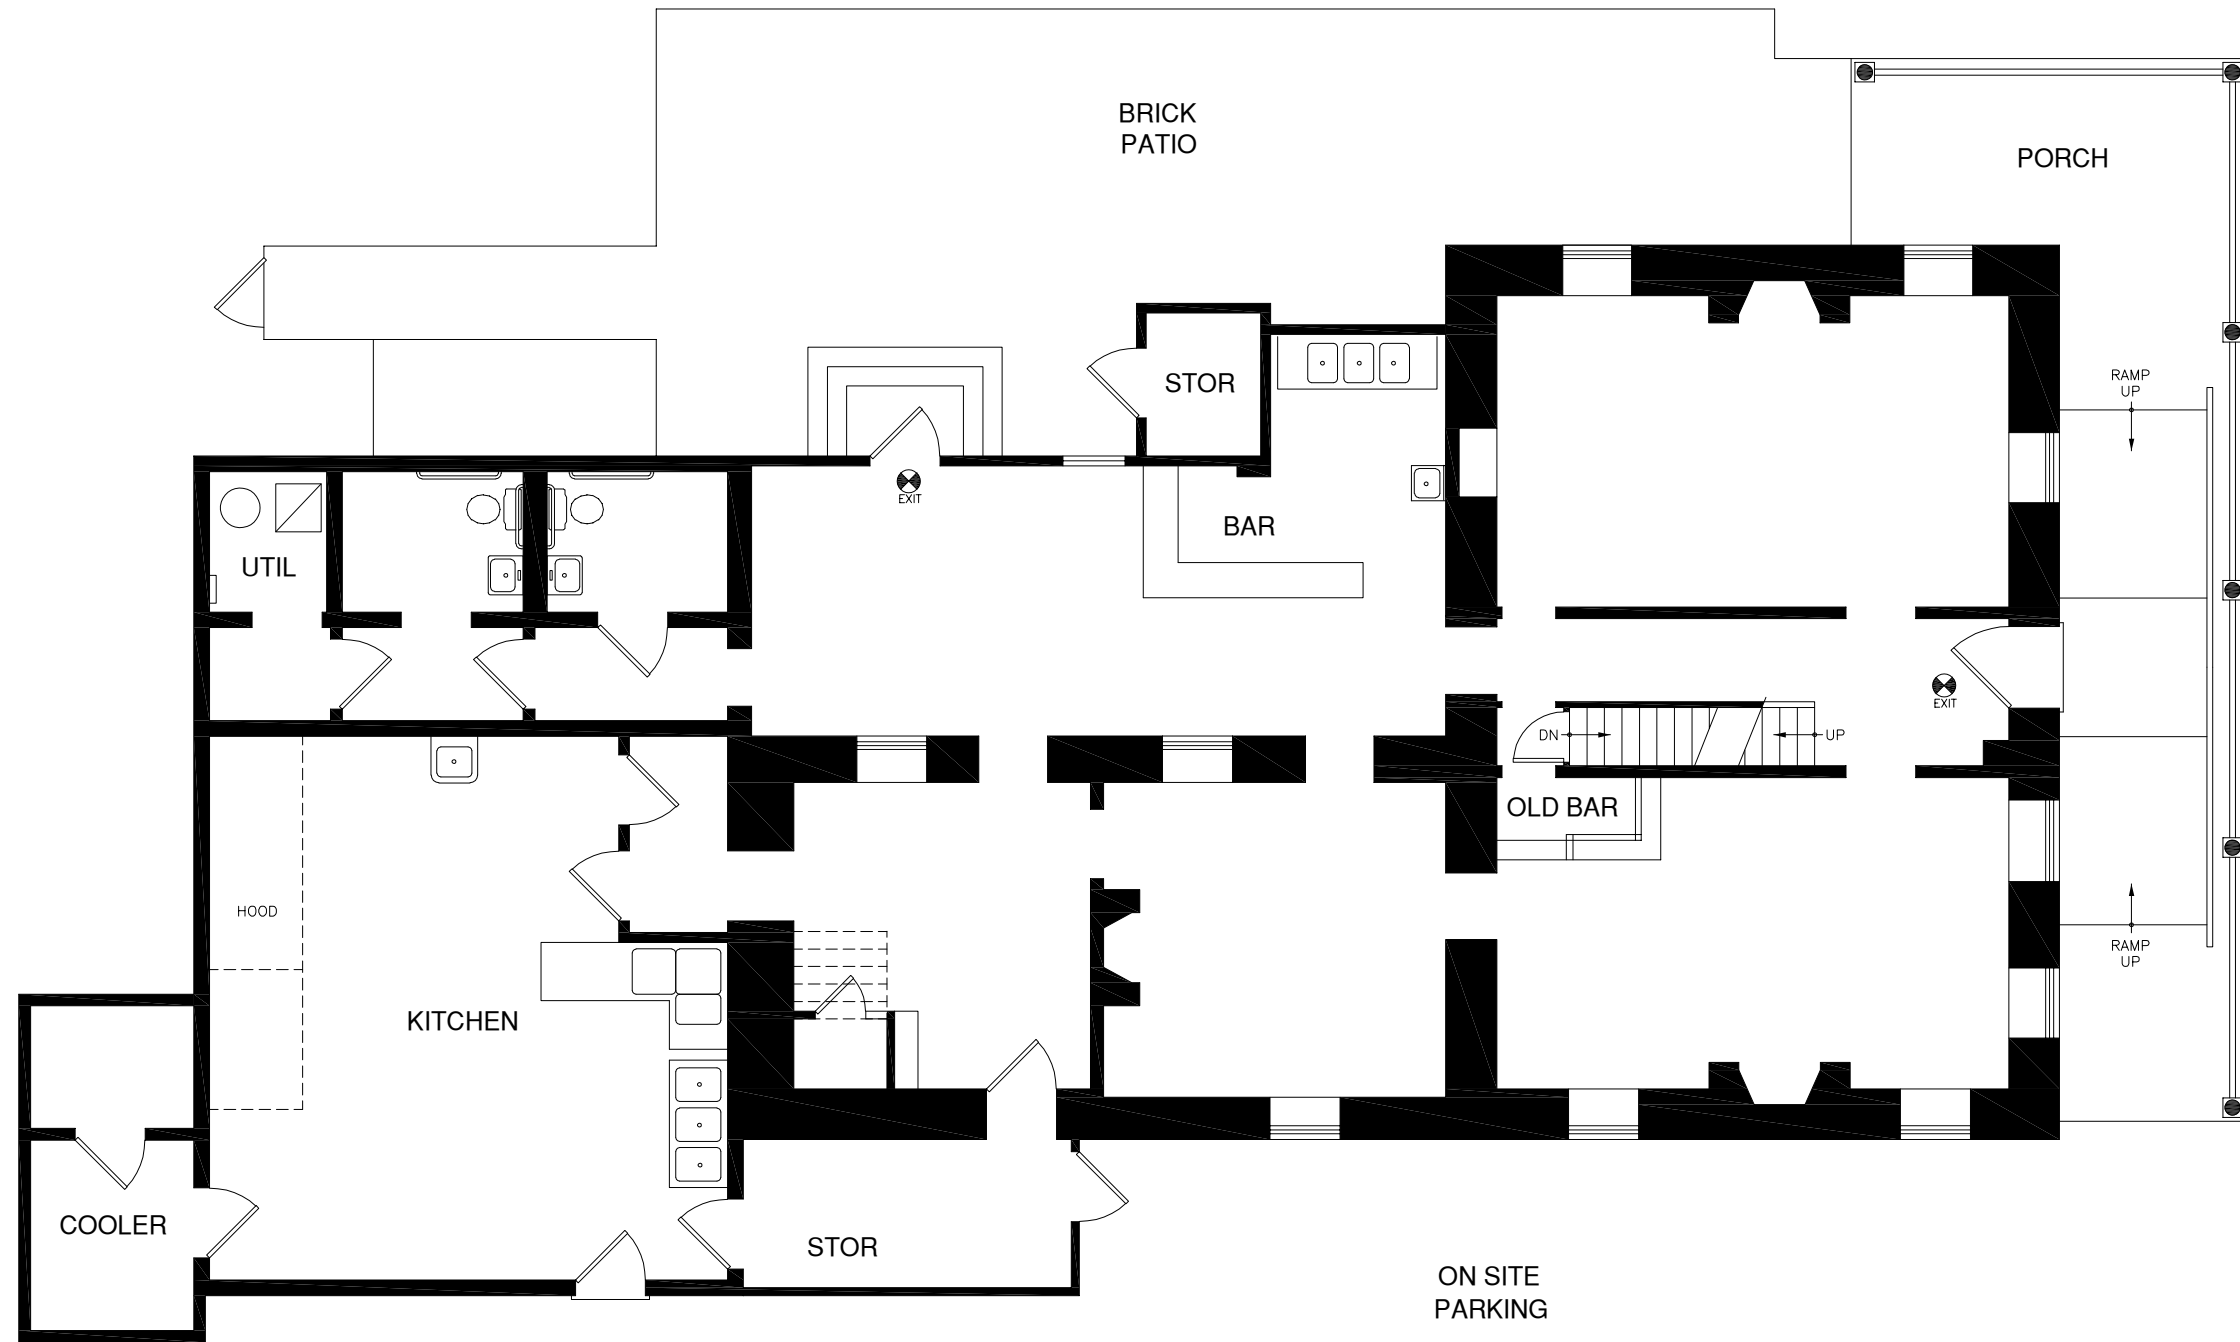 BRICK
PATIO
PORCH
RAMP
UP
STOR
EXIT
BAR
UTIL
EXIT
DN
UP
OLD BAR
HOOD
RAMP
UP
KITCHEN
COOLER
STOR
ON SITE
PARKING